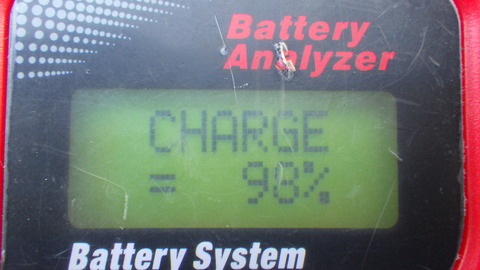 Battery
Analyzer
CHARGE
= 98%
Battery System